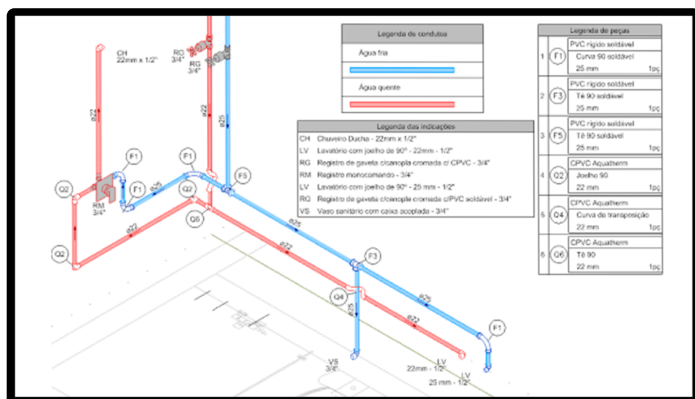 CH
22mm x 1/2"
RG
3/4"
RG
3/4"
ø22
ø22
ø25
F1
F1
F1
F5
Q2
RM
3/4"
ø25
Q2
Q6
ø22
ø22
Q2
ø25
ø22
F3
Q4
ø25
ø25
ø22
F1
VS
3/4"
LV
22mm - 1/2"
LV
25 mm - 1/2"
Legenda de condutos
Água fria
Água quente
Legenda das indicações
CH Chuveiro Ducha - 22mm x 1/2"
LV Lavatório com joelho de 90° - 22mm - 1/2"
RG Registro de gaveta c/canopla cromada c/ CPVC - 3/4"
RM Registro monocomando - 3/4"
LV Lavatório com joelho de 90° - 25 mm - 1/2"
RG Registro de gaveta c/canopla cromada c/PVC soldável - 3/4"
VS Vaso sanitário com caixa acoplada - 3/4"
Legenda de peças
1 F1 PVC rígido soldável
Curva 90 soldável
25 mm 1pç
2 F3 PVC rígido soldável
Tê 90 soldável
25 mm 1pç
3 F5 PVC rígido soldável
Tê 90 soldável
25 mm 1pç
4 Q2 CPVC Aquatherm
Joelho 90
22 mm 1pç
5 Q4 CPVC Aquatherm
Curva de transposição
22 mm 1pç
6 Q6 CPVC Aquatherm
Tê 90
22 mm 1pç